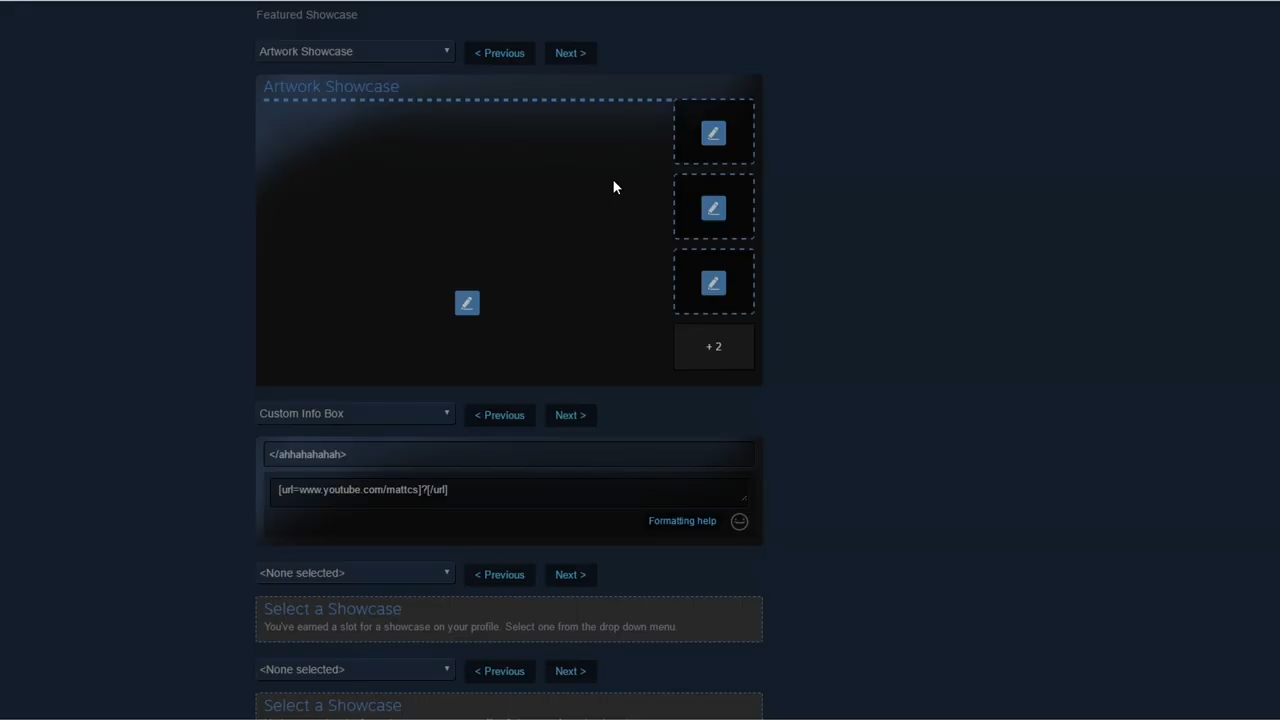 Featured Showcase
Artwork Showcase < Previous Next >
Artwork Showcase
+ 2
Custom Info Box < Previous Next >
</ahhahahahah>
[url=www.youtube.com/mattcs]?[/url]
Formatting help
<None selected> < Previous Next >
Select a Showcase
You've earned a slot for a showcase on your profile. Select one from the drop down menu.
<None selected> < Previous Next >
Select a Showcase